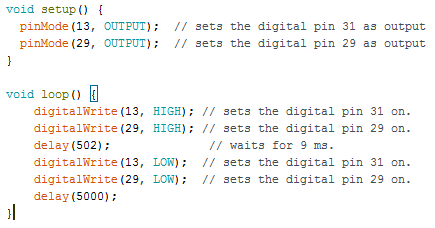 void setup() {
  pinMode(13, OUTPUT);  // sets the digital pin 31 as output
  pinMode(29, OUTPUT);  // sets the digital pin 29 as output
}

void loop() {
    digitalWrite(13, HIGH); // sets the digital pin 31 on.
    digitalWrite(29, HIGH); // sets the digital pin 29 on.
    delay(502);              // waits for 9 ms.
    digitalWrite(13, LOW);  // sets the digital pin 31 on.
    digitalWrite(29, LOW);  // sets the digital pin 29 on.
    delay(5000);
}